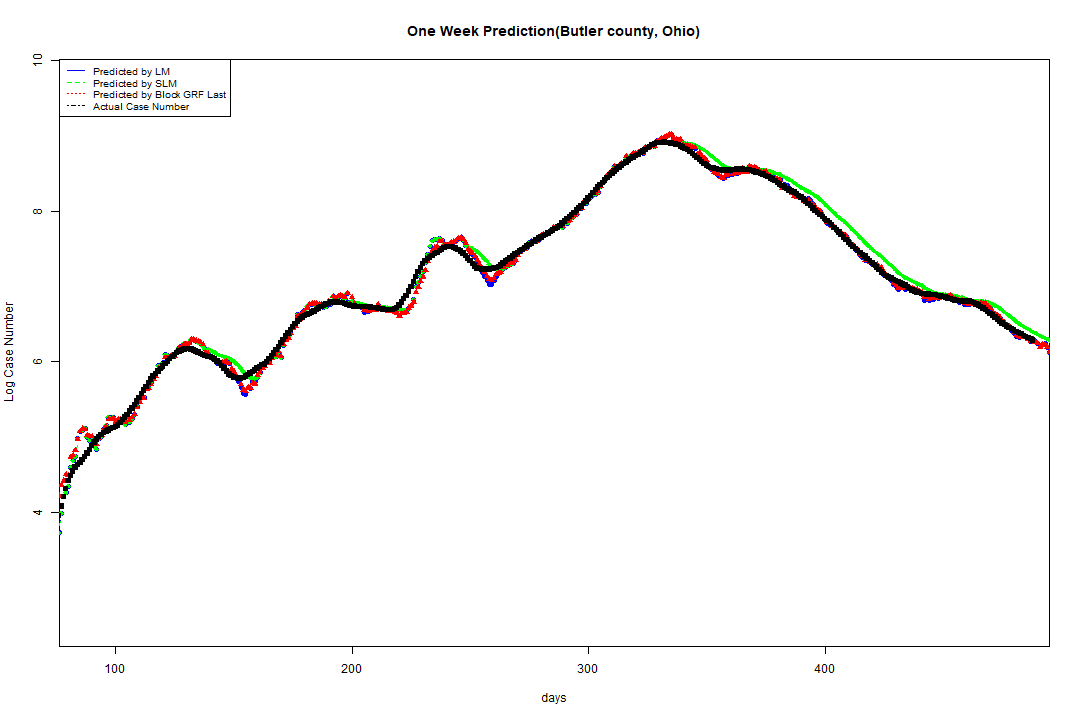 One Week Prediction(Butler county, Ohio)
Predicted by LM
Predicted by SLM
Predicted by Block GRF Last
Actual Case Number
10
8
6
4
Log Case Number
100 200 300 400
days